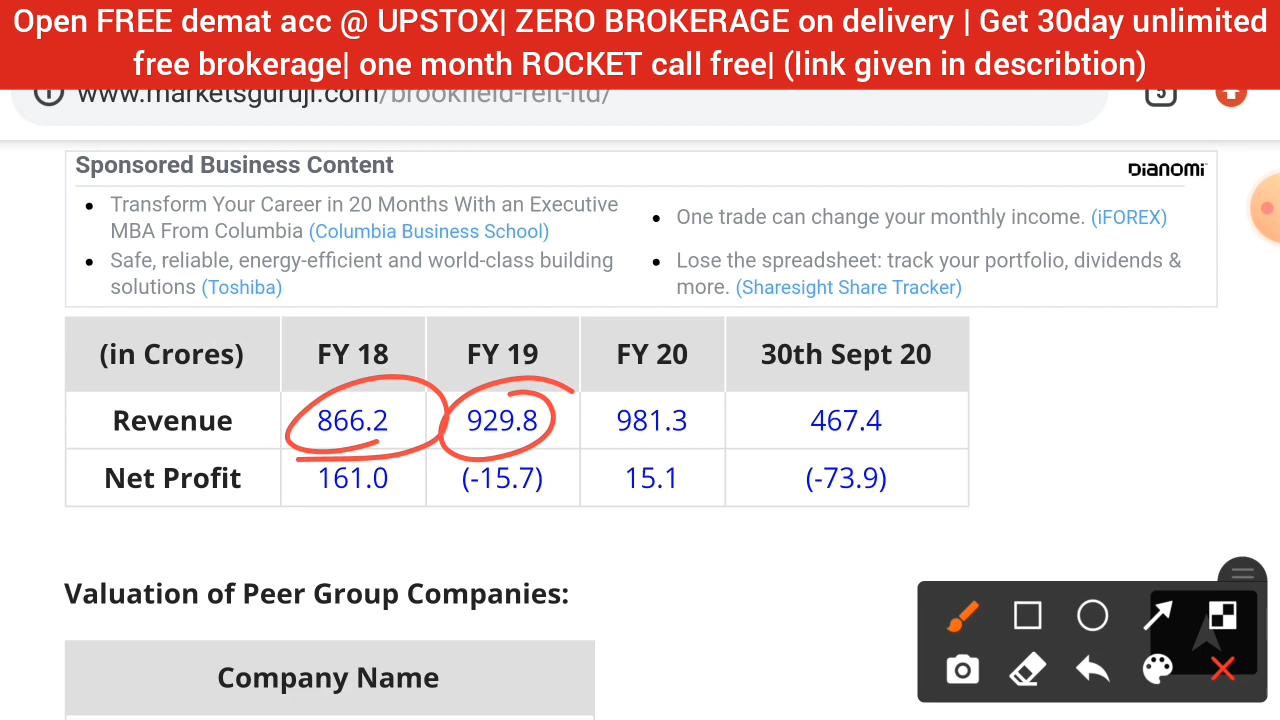 Open FREE demat acc @ UPSTOX| ZERO BROKERAGE on delivery | Get 30day unlimited
free brokerage| one month ROCKET call free| (link given in describtion)
www.marketsguruji.com/brookfield-reit-ltd/
5
Sponsored Business Content
Dianomi
Transform Your Career in 20 Months With an Executive
MBA From Columbia (Columbia Business School)
Safe, reliable, energy-efficient and world-class building
solutions (Toshiba)
One trade can change your monthly income. (iFOREX)
Lose the spreadsheet: track your portfolio, dividends &
more. (Sharesight Share Tracker)
(in Crores) FY 18 FY 19 FY 20 30th Sept 20
Revenue 866.2 929.8 981.3 467.4
Net Profit 161.0 (-15.7) 15.1 (-73.9)
Valuation of Peer Group Companies:
Company Name